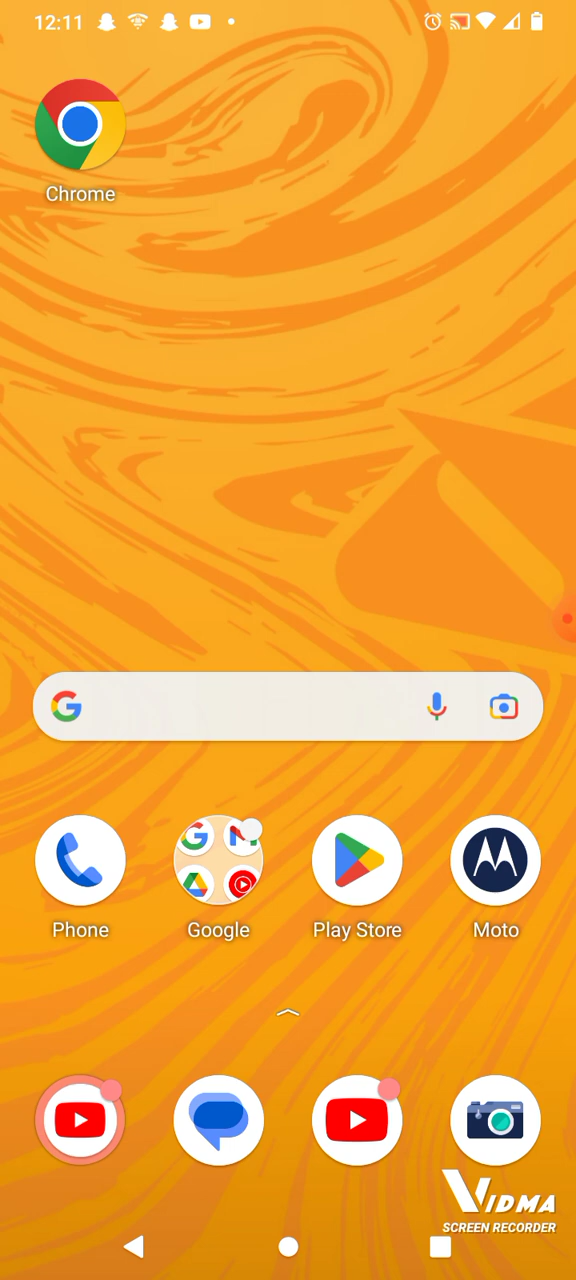 12:11
Chrome
Phone
Google
Play Store
Moto
VIDMA
SCREEN RECORDER